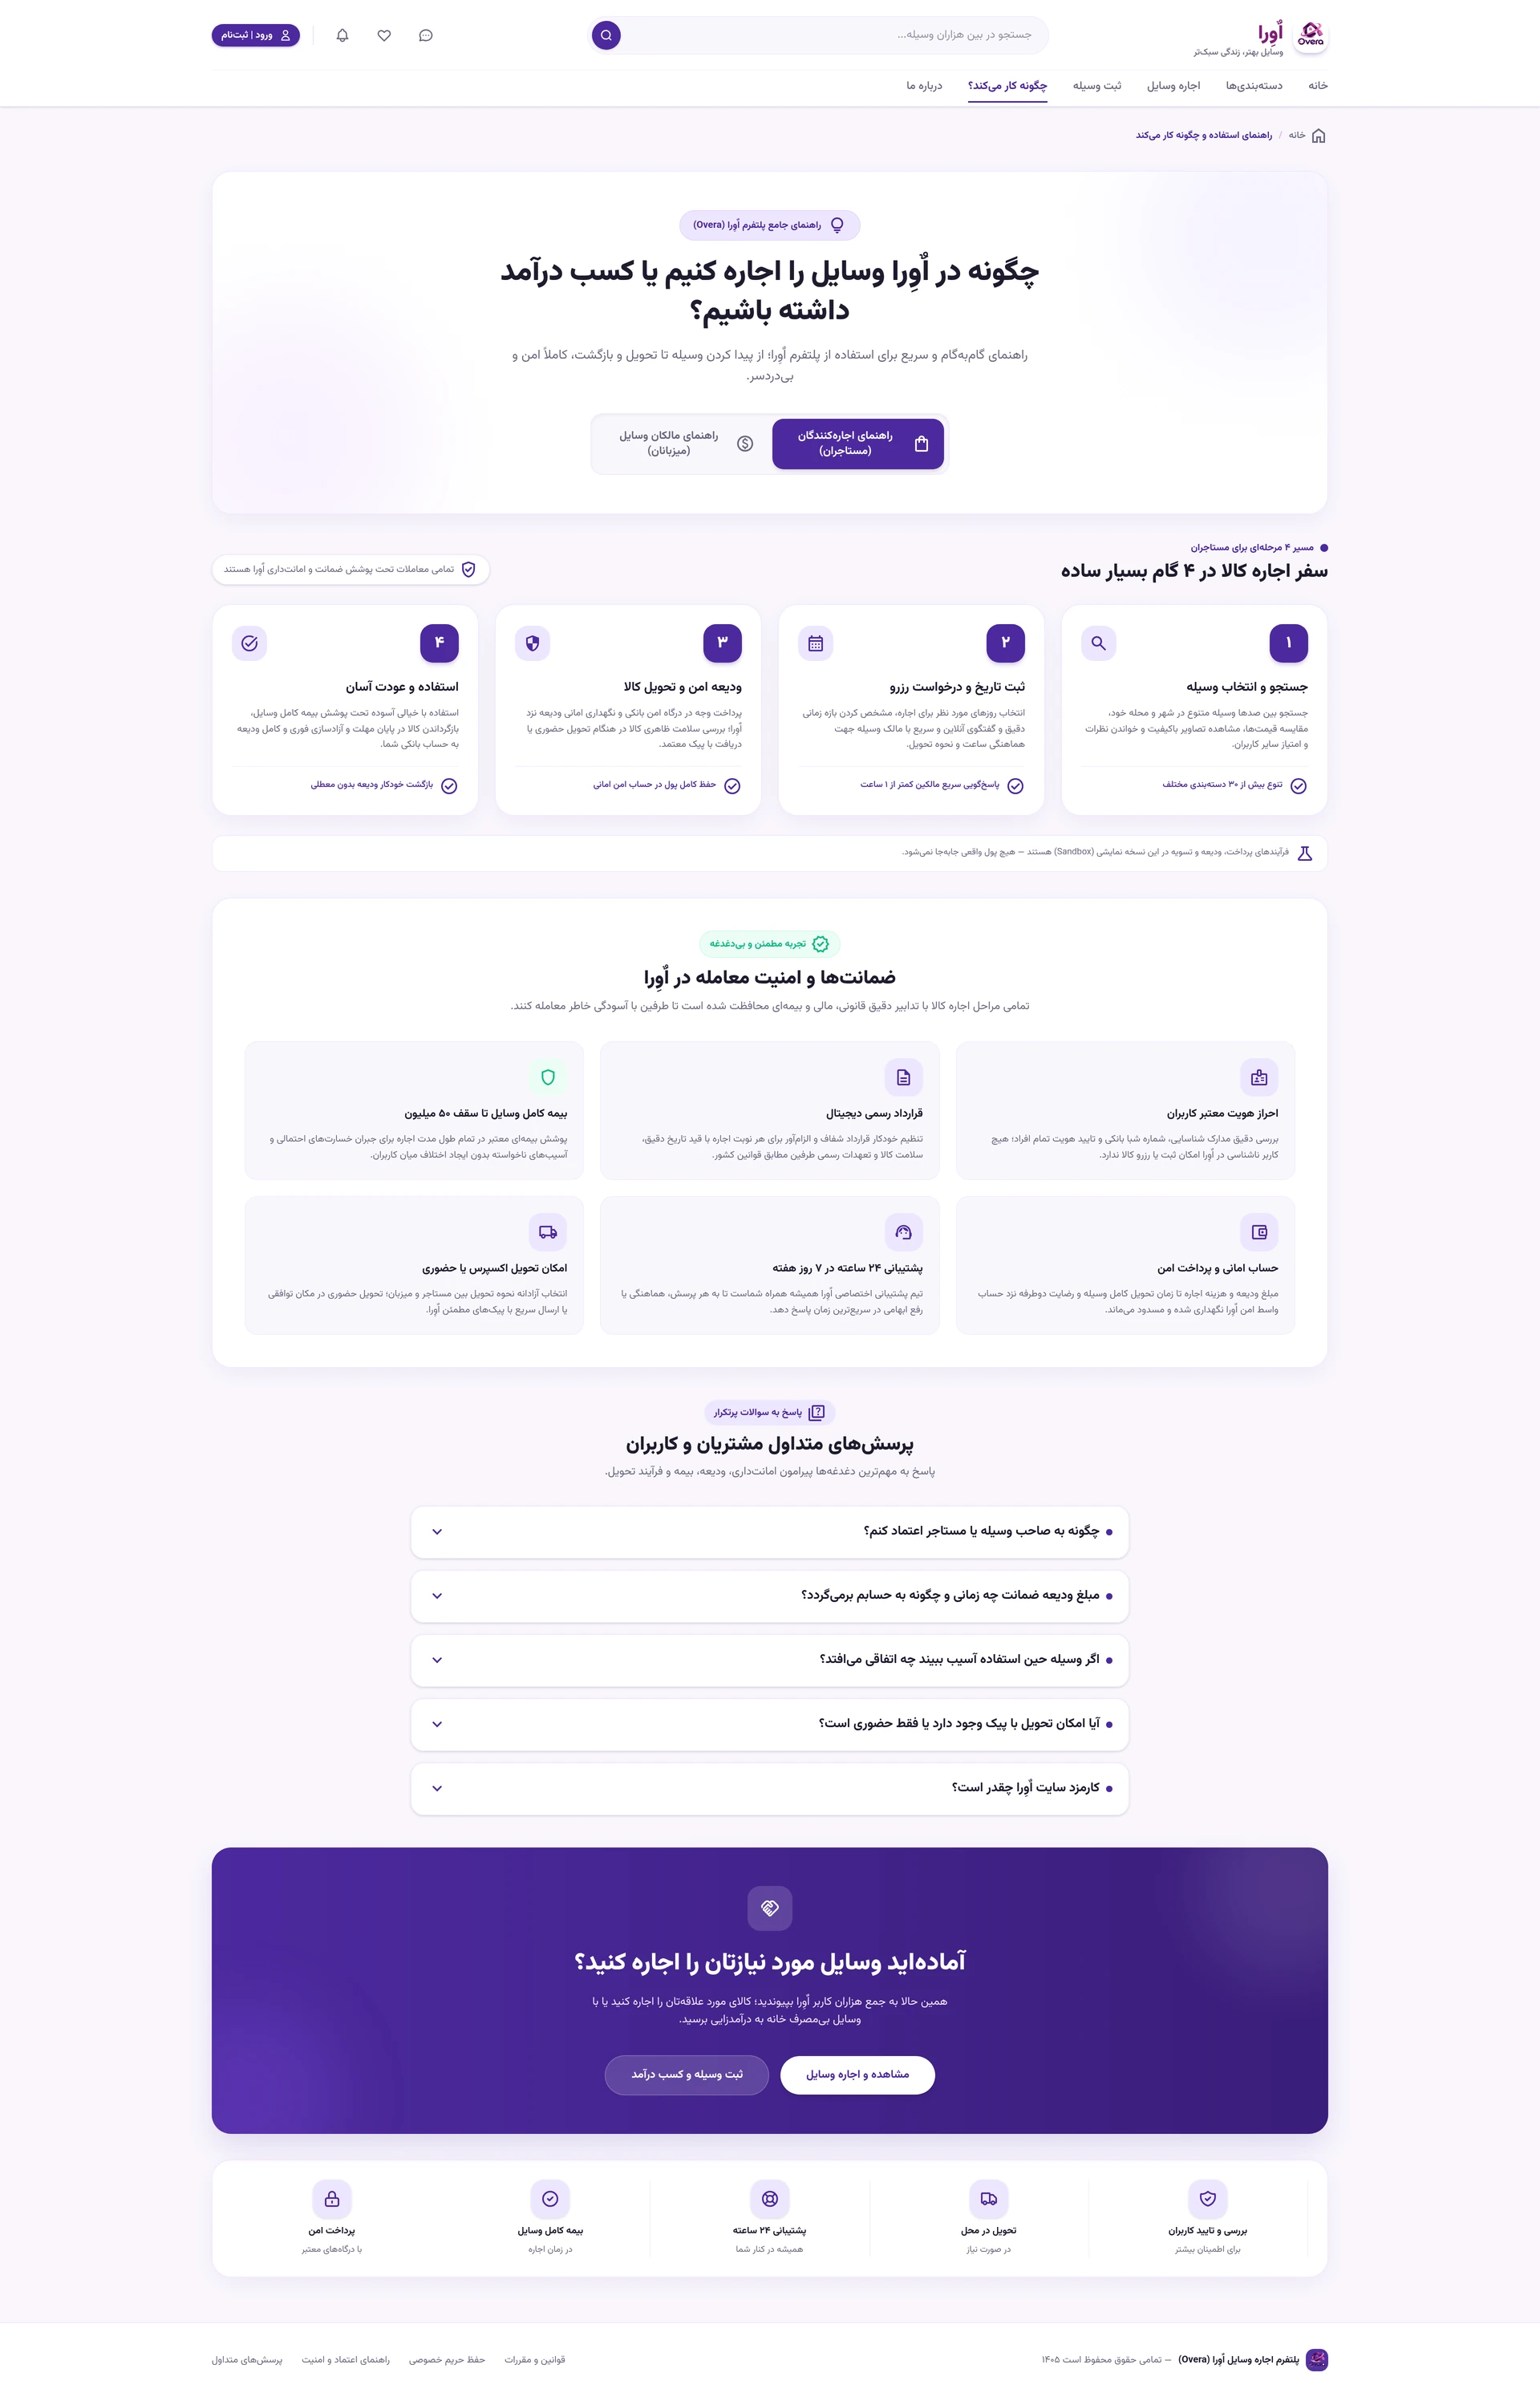 Overa
اُورا
وسایل بهتر، زندگی سبک‌تر
جستجو در بین هزاران وسیله...
ورود | ثبت‌نام
خانه
دسته‌بندی‌ها
اجاره وسایل
ثبت وسیله
چگونه کار می‌کند؟
درباره ما
خانه / راهنمای استفاده و چگونه کار می‌کند
راهنمای جامع پلتفرم اُورا (Overa)
چگونه در اُوِرا وسایل را اجاره کنیم یا کسب درآمد
داشته باشیم؟
راهنمای گام‌به‌گام و سریع برای استفاده از پلتفرم اُوِرا؛ از پیدا کردن وسیله تا تحویل و بازگشت، کاملاً امن و
بی‌دردسر.
راهنمای اجاره‌کنندگان
(مستاجران)
راهنمای مالکان وسایل
(میزبانان)
مسیر ۴ مرحله‌ای برای مستاجران
سفر اجاره کالا در ۴ گام بسیار ساده
تمامی معاملات تحت پوشش ضمانت و امانت‌داری اُوِرا هستند
۱
جستجو و انتخاب وسیله
جستجو بین صدها وسیله متنوع در شهر و محله خود،
مقایسه قیمت‌ها، مشاهده تصاویر باکیفیت و خواندن نظرات
و امتیاز سایر کاربران.
تنوع بیش از ۳۰ دسته‌بندی مختلف
۲
ثبت تاریخ و درخواست رزرو
انتخاب روزهای مورد نظر برای اجاره، مشخص کردن بازه زمانی
دقیق و گفتگوی آنلاین و سریع با مالک وسیله جهت
هماهنگی ساعت و نحوه تحویل.
پاسخ‌گویی سریع مالکین کمتر از ۱ ساعت
۳
ودیعه امن و تحویل کالا
پرداخت وجه در درگاه امن بانکی و نگهداری امانی ودیعه نزد
اُوِرا؛ بررسی سلامت ظاهری کالا در هنگام تحویل حضوری یا
دریافت با پیک معتمد.
حفظ کامل پول در حساب امن امانی
۴
استفاده و عودت آسان
استفاده با خیالی آسوده تحت پوشش بیمه کامل وسایل،
بازگرداندن کالا در پایان مهلت و آزادسازی فوری و کامل ودیعه
به حساب بانکی شما.
بازگشت خودکار ودیعه بدون معطلی
فرآیندهای پرداخت، ودیعه و تسویه در این نسخه نمایشی (Sandbox) هستند — هیچ پول واقعی جابه‌جا نمی‌شود.
تجربه مطمئن و بی‌دغدغه
ضمانت‌ها و امنیت معامله در اُوِرا
تمامی مراحل اجاره کالا با تدابیر دقیق قانونی، مالی و بیمه‌ای محافظت شده است تا طرفین با آسودگی خاطر معامله کنند.
احراز هویت معتبر کاربران
بررسی دقیق مدارک شناسایی، شماره شبا بانکی و تایید هویت تمام افراد؛ هیچ
کاربر ناشناسی در اُوِرا امکان ثبت یا رزرو کالا ندارد.
قرارداد رسمی دیجیتال
تنظیم خودکار قرارداد شفاف و الزام‌آور برای هر نوبت اجاره با قید تاریخ دقیق،
سلامت کالا و تعهدات رسمی طرفین مطابق قوانین کشور.
بیمه کامل وسایل تا سقف ۵۰ میلیون
پوشش بیمه‌ای معتبر در تمام طول مدت اجاره برای جبران خسارت‌های احتمالی و
آسیب‌های ناخواسته بدون ایجاد اختلاف میان کاربران.
حساب امانی و پرداخت امن
مبلغ ودیعه و هزینه اجاره تا زمان تحویل کامل وسیله و رضایت دوطرفه نزد حساب
واسط امن اُوِرا نگهداری شده و مسدود می‌ماند.
پشتیبانی ۲۴ ساعته در ۷ روز هفته
تیم پشتیبانی اختصاصی اُوِرا همیشه همراه شماست تا به هر پرسش، هماهنگی یا
رفع ابهامی در سریع‌ترین زمان پاسخ دهد.
امکان تحویل اکسپرس یا حضوری
انتخاب آزادانه نحوه تحویل بین مستاجر و میزبان؛ تحویل حضوری در مکان توافقی
یا ارسال سریع با پیک‌های مطمئن اُوِرا.
پاسخ به سوالات پرتکرار
پرسش‌های متداول مشتریان و کاربران
پاسخ به مهم‌ترین دغدغه‌ها پیرامون امانت‌داری، ودیعه، بیمه و فرآیند تحویل.
چگونه به صاحب وسیله یا مستاجر اعتماد کنم؟
مبلغ ودیعه ضمانت چه زمانی و چگونه به حسابم برمی‌گردد؟
اگر وسیله حین استفاده آسیب ببیند چه اتفاقی می‌افتد؟
آیا امکان تحویل با پیک وجود دارد یا فقط حضوری است؟
کارمزد سایت اُوِرا چقدر است؟
آماده‌اید وسایل مورد نیازتان را اجاره کنید؟
همین حالا به جمع هزاران کاربر اُوِرا بپیوندید؛ کالای مورد علاقه‌تان را اجاره کنید یا با
وسایل بی‌مصرف خانه به درآمدزایی برسید.
مشاهده و اجاره وسایل
ثبت وسیله و کسب درآمد
بررسی و تایید کاربران
برای اطمینان بیشتر
تحویل در محل
در صورت نیاز
پشتیبانی ۲۴ ساعته
همیشه در کنار شما
بیمه کامل وسایل
در زمان اجاره
پرداخت امن
با درگاه‌های معتبر
پلتفرم اجاره وسایل اُوِرا (Overa) — تمامی حقوق محفوظ است ۱۴۰۵
قوانین و مقررات
حفظ حریم خصوصی
راهنمای اعتماد و امنیت
پرسش‌های متداول